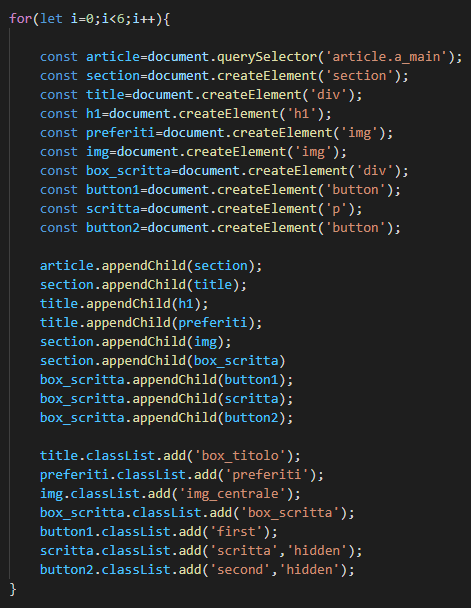 for(let i=0;i<6;i++){
const article=document.querySelector('article.a_main');
const section=document.createElement('section');
const title=document.createElement('div');
const h1=document.createElement('h1');
const preferiti=document.createElement('img');
const img=document.createElement('img');
const box_scritta=document.createElement('div');
const button1=document.createElement('button');
const scritta=document.createElement('p');
const button2=document.createElement('button');
article.appendChild(section);
section.appendChild(title);
title.appendChild(h1);
title.appendChild(preferiti);
section.appendChild(img);
section.appendChild(box_scritta)
box_scritta.appendChild(button1);
box_scritta.appendChild(scritta);
box_scritta.appendChild(button2);
title.classList.add('box_titolo');
preferiti.classList.add('preferiti');
img.classList.add('img_centrale');
box_scritta.classList.add('box_scritta');
button1.classList.add('first');
scritta.classList.add('scritta','hidden');
button2.classList.add('second','hidden');
}